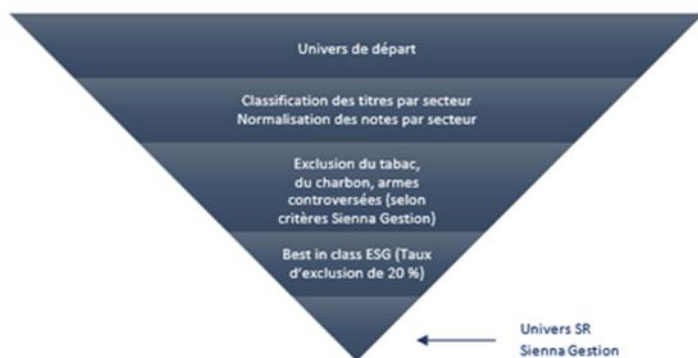 Univers de départ
Classification des titres par secteur
Normalisation des notes par secteur
Exclusion du tabac,
du charbon, armes
controversées (selon
critères Sienna Gestion)
Best in class ESG (Taux
d'exclusion de 20 %)
Univers SR
Sienna Gestion